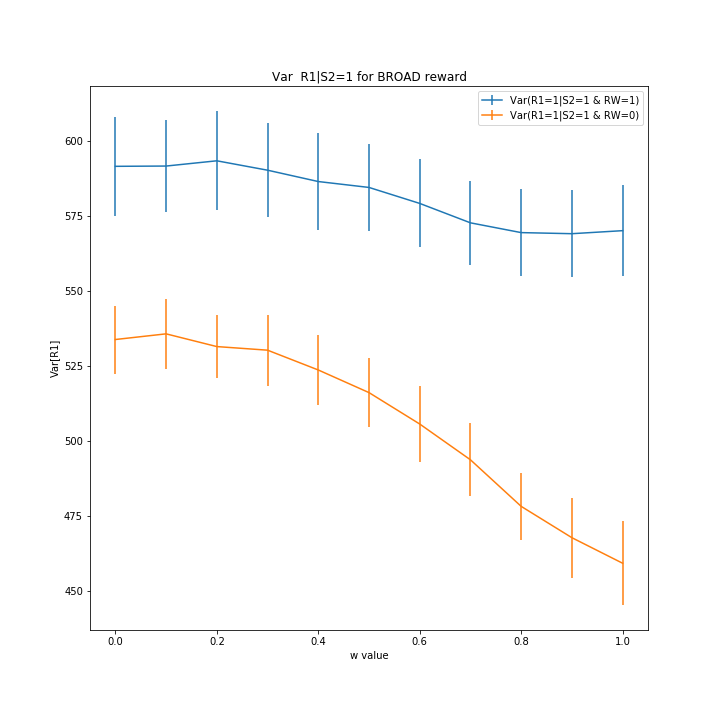 Var  R1|S2=1 for BROAD reward
Var(R1=1|S2=1 & RW=1)
Var(R1=1|S2=1 & RW=0)
Var[R1]
600
575
550
525
500
475
450
0.0 0.2 0.4 0.6 0.8 1.0
w value